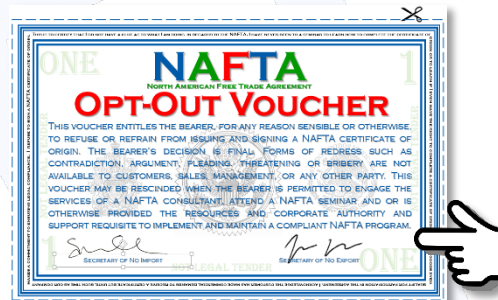 ONE
1
NAFTA
NORTH AMERICAN FREE TRADE AGREEMENT
OPT-OUT VOUCHER
THIS VOUCHER ENTITLES THE BEARER, FOR ANY REASON SENSIBLE OR OTHERWISE,
TO REFUSE OR REFRAIN FROM ISSUING AND SIGNING A NAFTA CERTIFICATE OF
ORIGIN. THE BEARER'S DECISION IS FINAL. FORMS OF REDRESS SUCH AS
CONTRADICTION, ARGUMENT, PLEADING, THREATENING OR BRIBERY ARE NOT
AVAILABLE TO CUSTOMERS, SALES, MANAGEMENT, OR ANY OTHER PARTY. THIS
VOUCHER MAY BE RESCINDED WHEN THE BEARER IS PERMITTED TO ENGAGE THE
SERVICES OF A NAFTA CONSULTANT, ATTEND A NAFTA SEMINAR AND OR IS
OTHERWISE PROVIDED THE RESOURCES AND CORPORATE AUTHORITY AND
SUPPORT REQUISITE TO IMPLEMENT AND MAINTAIN A COMPLIANT NAFTA PROGRAM.
1
SECRETARY OF NO IMPORT
SECRETARY OF NO EXPORT
ONE
LEGAL TENDER